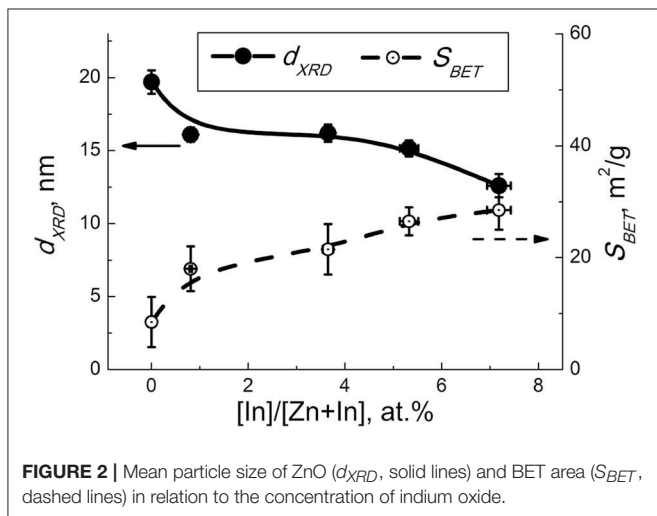 d_XRD S_BET
20
15
10
5
0
d_XRD, nm
60
40
20
0
S_BET, m²/g
0 2 4 6 8
[In]/[Zn+In], at.%
FIGURE 2 | Mean particle size of ZnO (d_XRD, solid lines) and BET area (S_BET,
dashed lines) in relation to the concentration of indium oxide.